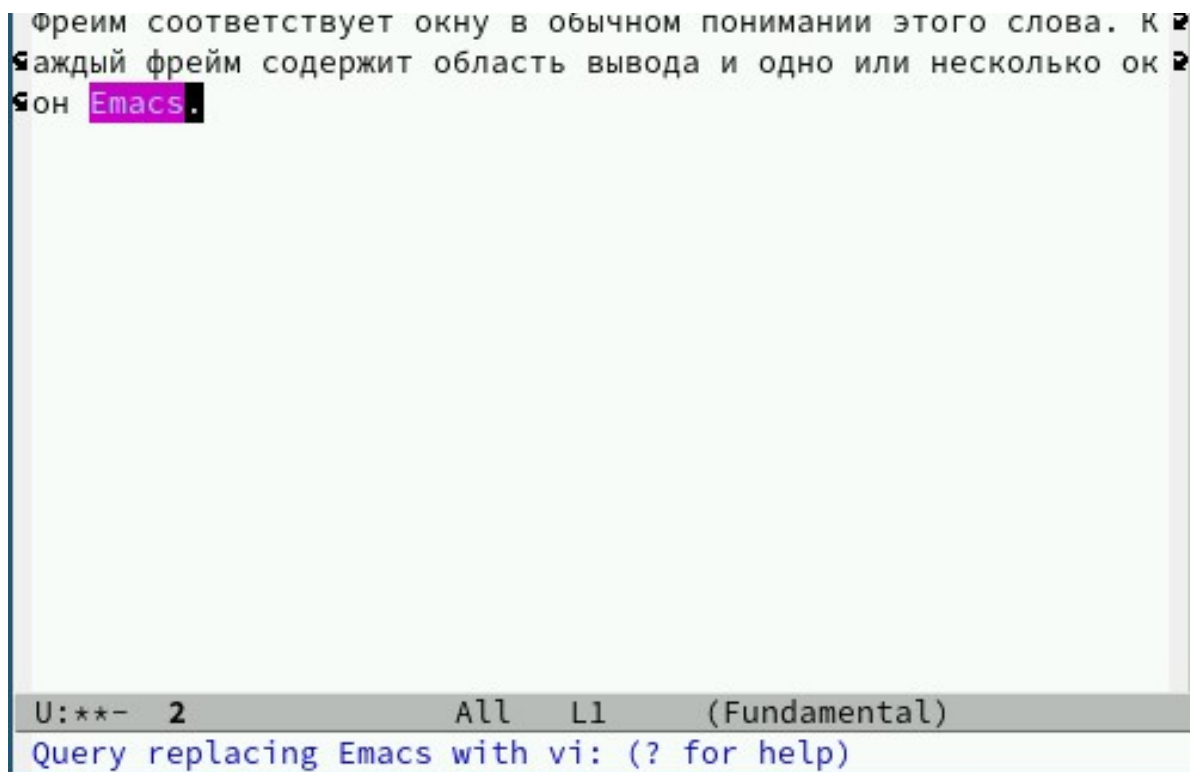 Фрейм соответствует окну в обычном понимании этого слова. К
аждый фрейм содержит область вывода и одно или несколько ок
он Emacs.
U:**-  2                 All   L1     (Fundamental)
Query replacing Emacs with vi: (? for help)